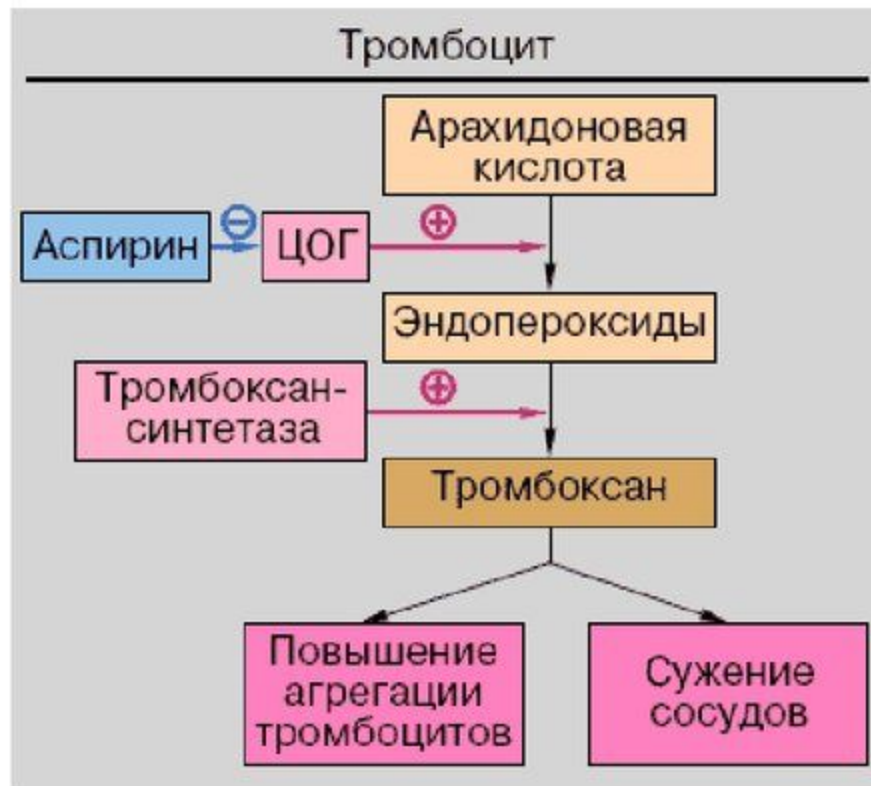 Тромбоцит
Арахидоновая
кислота
Аспирин
ЦОГ
Эндопероксиды
Тромбоксан-
синтетаза
Тромбоксан
Повышение
агрегации
тромбоцитов
Сужение
сосудов